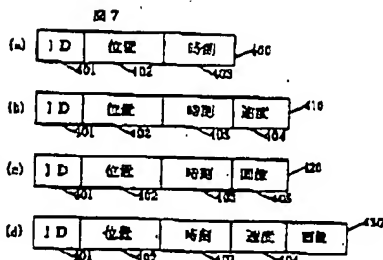 図7
(a) ID 位置 時刻 400
401 402 403
(b) ID 位置 時刻 速度 410
401 402 403 404
(c) ID 位置 時刻 画像 420
401 402 403 405
(d) ID 位置 時刻 速度 画像 430
401 402 403 404